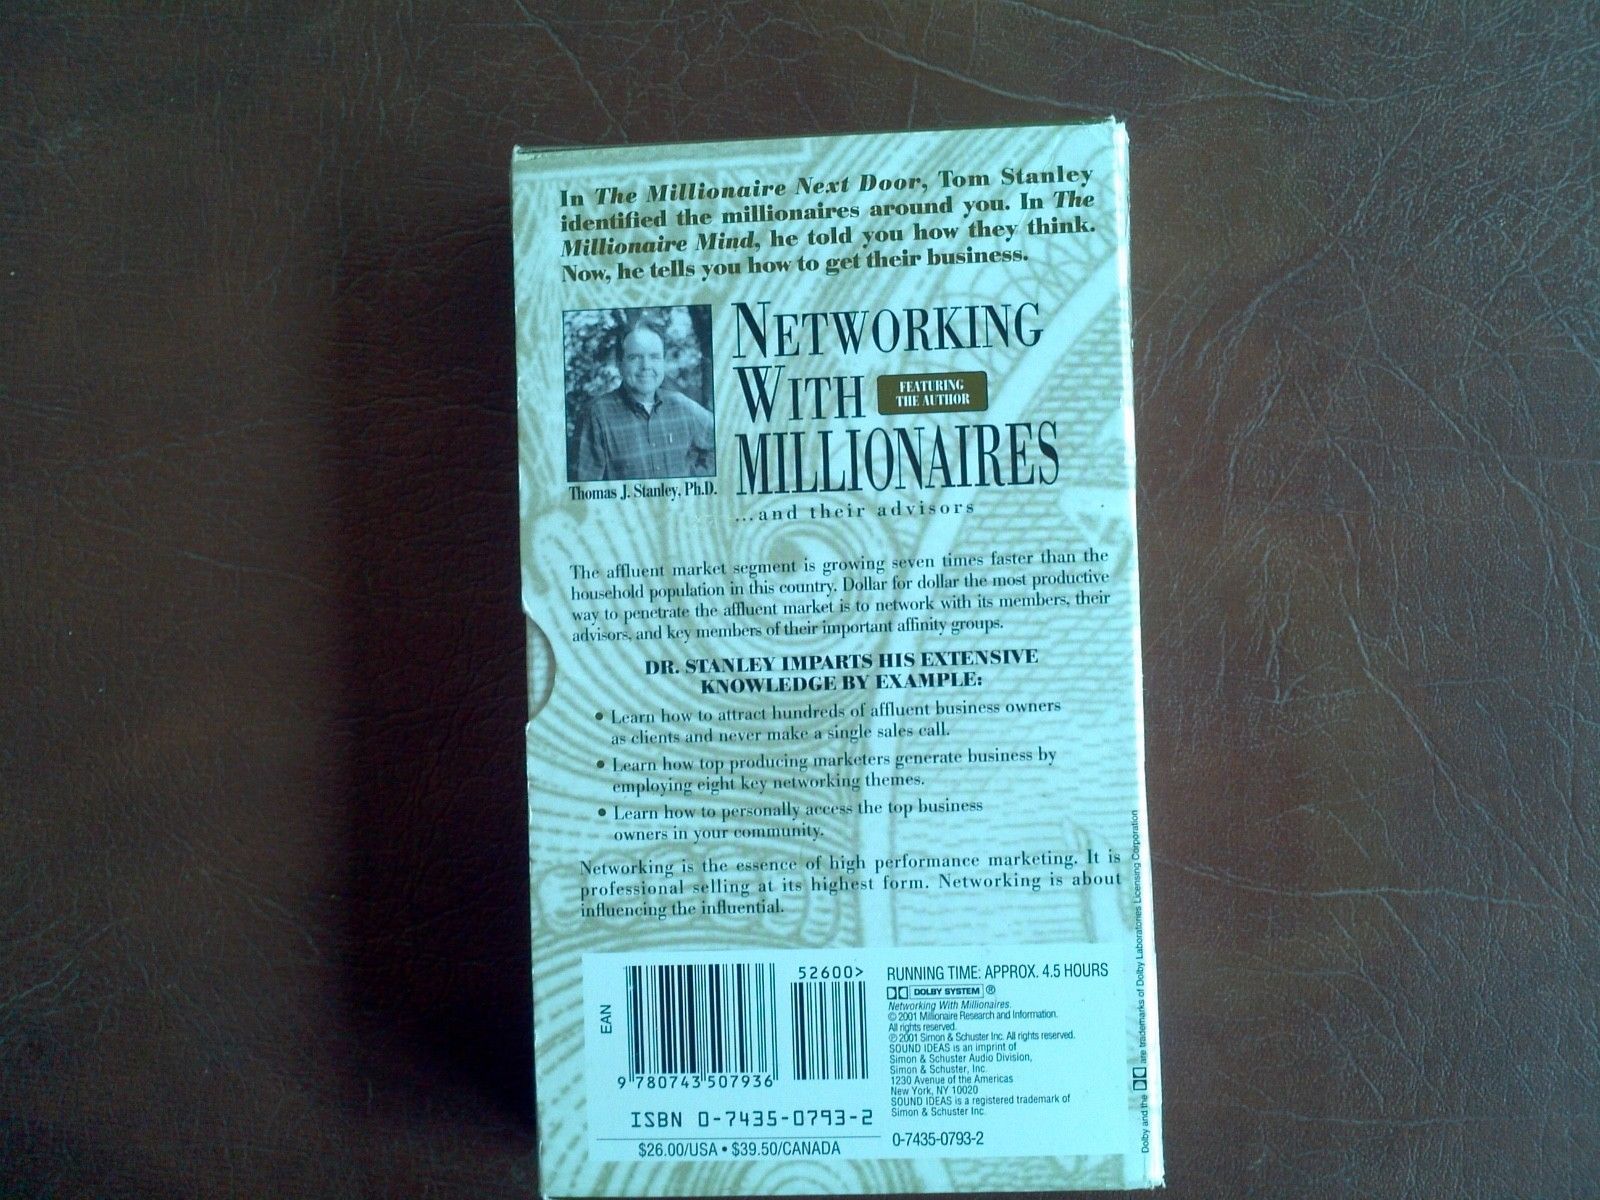 In The Millionaire Next Door, Tom Stanley
identified the millionaires around you. In The
Millionaire Mind, he told you how they think.
Now, he tells you how to get their business.
NETWORKING
WITH
FEATURING
THE AUTHOR
MILLIONAIRES
...and their advisors
Thomas J. Stanley, Ph.D.
The affluent market segment is growing seven times faster than the
household population in this country. Dollar for dollar the most productive
way to penetrate the affluent market is to network with its members, their
advisors, and key members of their important affinity groups.
DR. STANLEY IMPARTS HIS EXTENSIVE
KNOWLEDGE BY EXAMPLE:
• Learn how to attract hundreds of affluent business owners
as clients and never make a single sales call.
• Learn how top producing marketers generate business by
employing eight key networking themes.
• Learn how to personally access the top business
owners in your community.
Networking is the essence of high performance marketing. It is
professional selling at its highest form. Networking is about
influencing the influential.
EAN
52600>
9 780743 507936
ISBN 0-7435-0793-2
$26.00/USA • $39.50/CANADA
RUNNING TIME: APPROX. 4.5 HOURS
DOLBY SYSTEM ®
Networking With Millionaires.
© 2001 Millionaire Research and Information.
All rights reserved.
℗ 2001 Simon & Schuster Inc. All rights reserved.
SOUND IDEAS is an imprint of
Simon & Schuster Audio Division,
Simon & Schuster, Inc.
1230 Avenue of the Americas
New York, NY 10020
SOUND IDEAS is a registered trademark of
Simon & Schuster Inc.
0-7435-0793-2
Dolby and the are trademarks of Dolby Laboratories Licensing Corporation